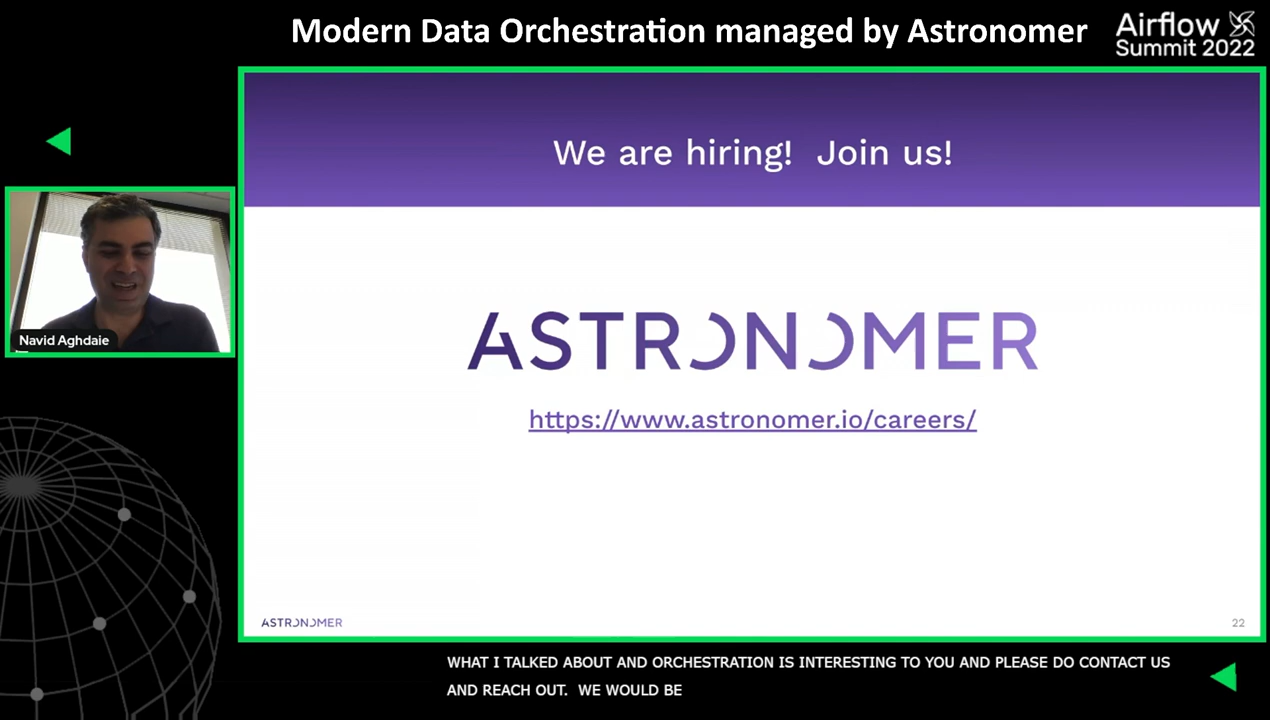 Modern Data Orchestration managed by Astronomer
Airflow
Summit 2022
We are hiring! Join us!
ASTRONOMER
https://www.astronomer.io/careers/
Navid Aghdaie
ASTRONOMER
22
WHAT I TALKED ABOUT AND ORCHESTRATION IS INTERESTING TO YOU AND PLEASE DO CONTACT US
AND REACH OUT. WE WOULD BE